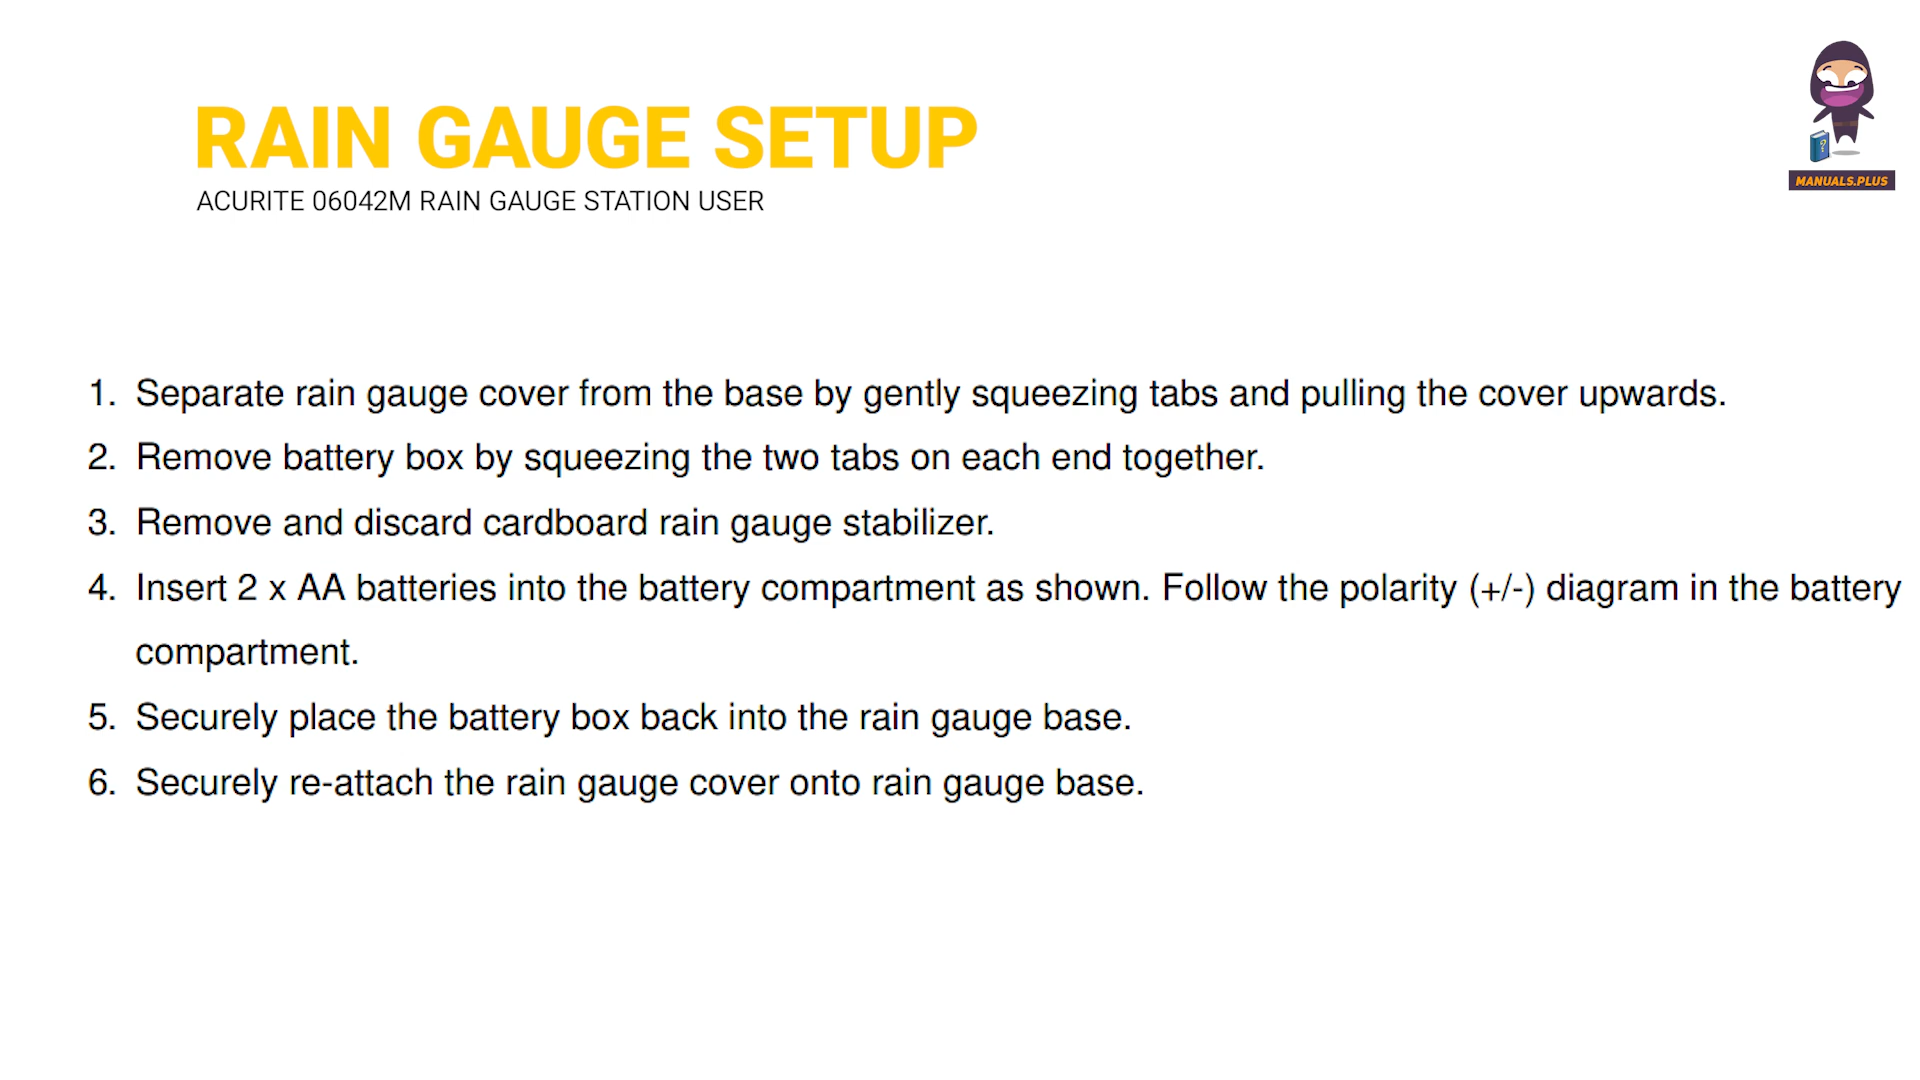 RAIN GAUGE SETUP
ACURITE 06042M RAIN GAUGE STATION USER
?
MANUALS.PLUS
1. Separate rain gauge cover from the base by gently squeezing tabs and pulling the cover upwards.
2. Remove battery box by squeezing the two tabs on each end together.
3. Remove and discard cardboard rain gauge stabilizer.
4. Insert 2 x AA batteries into the battery compartment as shown. Follow the polarity (+/-) diagram in the battery
compartment.
5. Securely place the battery box back into the rain gauge base.
6. Securely re-attach the rain gauge cover onto rain gauge base.